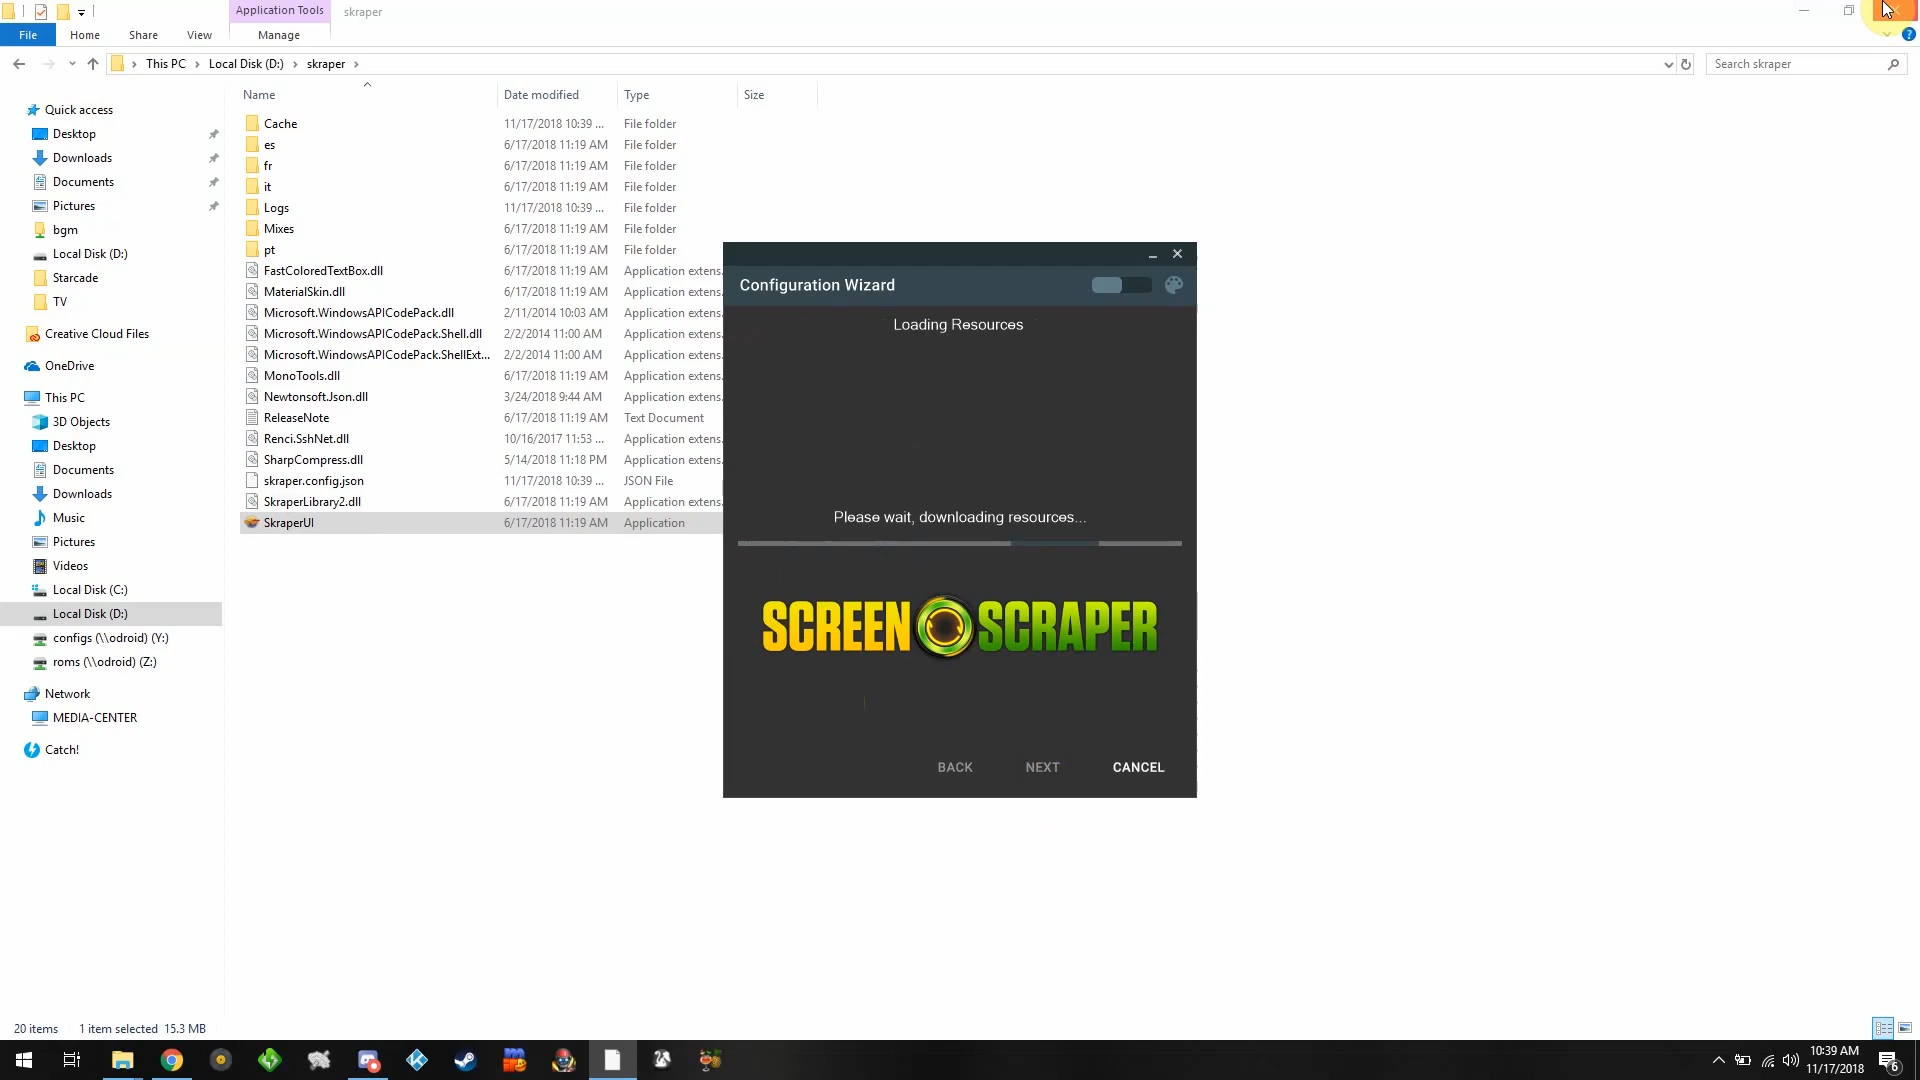 Application Tools
skraper
File
Home
Share
View
Manage
This PC
Local Disk (D:)
skraper
Search skraper
Name
Date modified
Type
Size
Quick access
Desktop
Downloads
Documents
Pictures
bgm
Local Disk (D:)
Starcade
TV
Creative Cloud Files
OneDrive
This PC
3D Objects
Desktop
Documents
Downloads
Music
Pictures
Videos
Local Disk (C:)
Local Disk (D:)
configs (\\odroid) (Y:)
roms (\\odroid) (Z:)
Network
MEDIA-CENTER
Catch!
Cache 11/17/2018 10:39 ... File folder
es 6/17/2018 11:19 AM File folder
fr 6/17/2018 11:19 AM File folder
it 6/17/2018 11:19 AM File folder
Logs 11/17/2018 10:39 ... File folder
Mixes 6/17/2018 11:19 AM File folder
pt 6/17/2018 11:19 AM File folder
FastColoredTextBox.dll 6/17/2018 11:19 AM Application extens.
MaterialSkin.dll 6/17/2018 11:19 AM Application extens.
Microsoft.WindowsAPICodePack.dll 2/11/2014 10:03 AM Application extens.
Microsoft.WindowsAPICodePack.Shell.dll 2/2/2014 11:00 AM Application extens.
Microsoft.WindowsAPICodePack.ShellExt... 2/2/2014 11:00 AM Application extens.
MonoTools.dll 6/17/2018 11:19 AM Application extens.
Newtonsoft.Json.dll 3/24/2018 9:44 AM Application extens.
ReleaseNote 6/17/2018 11:19 AM Text Document
Renci.SshNet.dll 10/16/2017 11:53 ... Application extens.
SharpCompress.dll 5/14/2018 11:18 PM Application extens.
skraper.config.json 11/17/2018 10:39 ... JSON File
SkraperLibrary2.dll 6/17/2018 11:19 AM Application extens.
SkraperUI 6/17/2018 11:19 AM Application
Configuration Wizard
Loading Resources
Please wait, downloading resources...
SCREEN SCRAPER
BACK
NEXT
CANCEL
20 items
1 item selected 15.3 MB
10:39 AM
11/17/2018
6